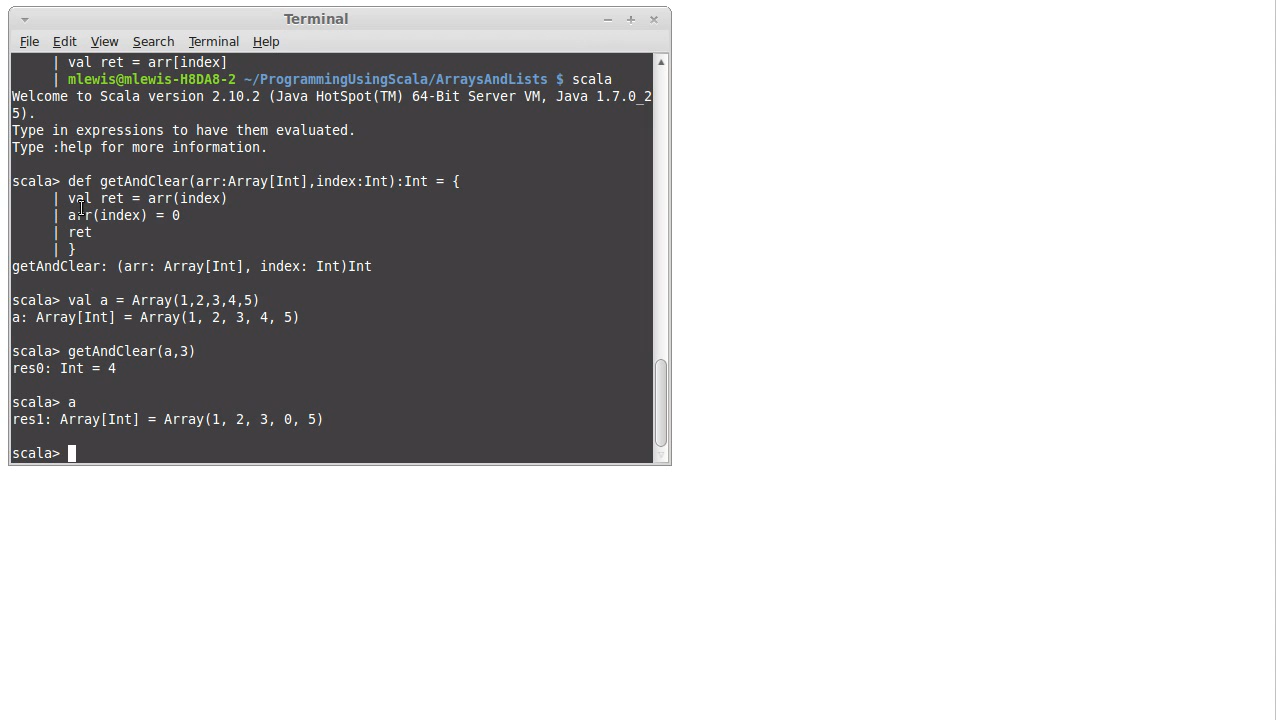 Terminal
File Edit View Search Terminal Help
| val ret = arr[index]
| mlewis@mlewis-H8DA8-2 ~/ProgrammingUsingScala/ArraysAndLists $ scala
Welcome to Scala version 2.10.2 (Java HotSpot(TM) 64-Bit Server VM, Java 1.7.0_2
5).
Type in expressions to have them evaluated.
Type :help for more information.
scala> def getAndClear(arr:Array[Int],index:Int):Int = {
| val ret = arr(index)
| arr(index) = 0
| ret
| }
getAndClear: (arr: Array[Int], index: Int)Int
scala> val a = Array(1,2,3,4,5)
a: Array[Int] = Array(1, 2, 3, 4, 5)
scala> getAndClear(a,3)
res0: Int = 4
scala> a
res1: Array[Int] = Array(1, 2, 3, 0, 5)
scala>